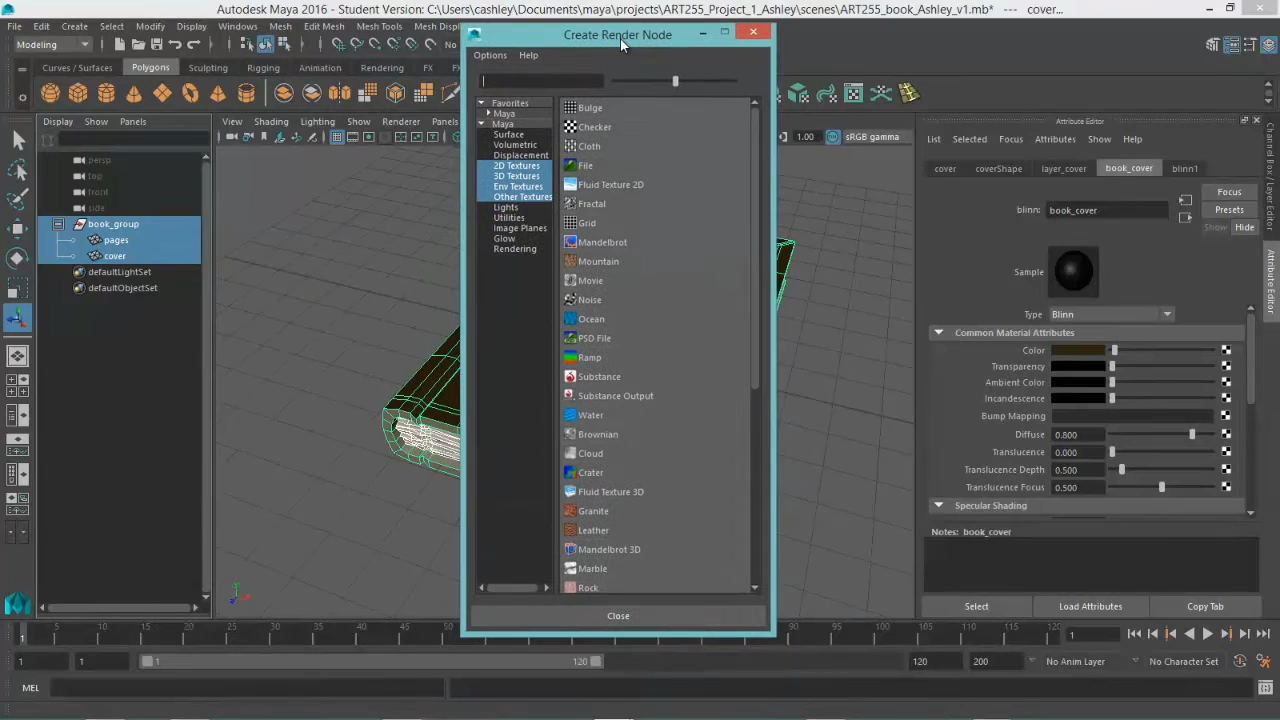 Autodesk Maya 2016 - Student Version: C:\Users\cashley\Documents\maya\projects\ART255_Project_1_Ashley\scenes\ART255_book_Ashley_v1.mb* --- cover...
File Edit Create Select Modify Display Windows Mesh Edit Mesh Mesh Tools Mesh Display
Modeling
No
Curves / Surfaces Polygons Sculpting Rigging Animation Rendering
Display Show Panels
View Shading Lighting Show Renderer Panels
1.00 sRGB gamma
persp
top
front
side
book_group
pages
cover
defaultLightSet
defaultObjectSet
Create Render Node
Options Help
Favorites
Maya
Maya
Surface
Volumetric
Displacement
2D Textures
3D Textures
Env Textures
Other Textures
Lights
Utilities
Image Planes
Glow
Rendering
Bulge
Checker
Cloth
File
Fluid Texture 2D
Fractal
Grid
Mandelbrot
Mountain
Movie
Noise
Ocean
PSD File
Ramp
Substance
Substance Output
Water
Brownian
Cloud
Crater
Fluid Texture 3D
Granite
Leather
Mandelbrot 3D
Marble
Rock
Close
Attribute Editor
List Selected Focus Attributes Show Help
cover coverShape layer_cover book_cover blinn1
blinn: book_cover
Focus
Presets
Show Hide
Sample
Type Blinn
Common Material Attributes
Color
Transparency
Ambient Color
Incandescence
Bump Mapping
Diffuse 0.800
Translucence 0.000
Translucence Depth 0.500
Translucence Focus 0.500
Specular Shading
Notes: book_cover
Select Load Attributes Copy Tab
Channel Box / Layer Editor
Attribute Editor
5 10 15 20 25 30 35 40 45 50 55 60 65 70 75 80 85 90 95 100 105 110 115 120
1
1
1 1 1 120 120 200 No Anim Layer No Character Set
MEL